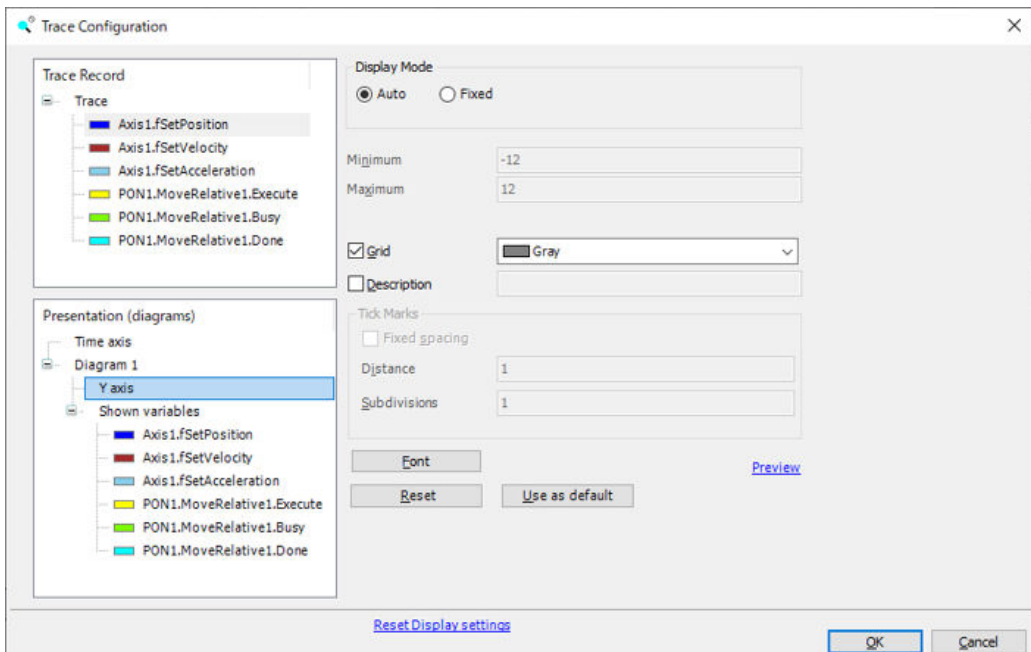 Trace Configuration
Trace Record
Trace
Axis1.fSetPosition
Axis1.fSetVelocity
Axis1.fSetAcceleration
PON1.MoveRelative1.Execute
PON1.MoveRelative1.Busy
PON1.MoveRelative1.Done
Presentation (diagrams)
Time axis
Diagram 1
Y axis
Shown variables
Axis1.fSetPosition
Axis1.fSetVelocity
Axis1.fSetAcceleration
PON1.MoveRelative1.Execute
PON1.MoveRelative1.Busy
PON1.MoveRelative1.Done
Display Mode
Auto Fixed
Minimum -12
Maximum 12
Grid Gray
Description
Tick Marks
Fixed spacing
Distance 1
Subdivisions 1
Font
Preview
Reset Use as default
Reset Display settings
OK Cancel